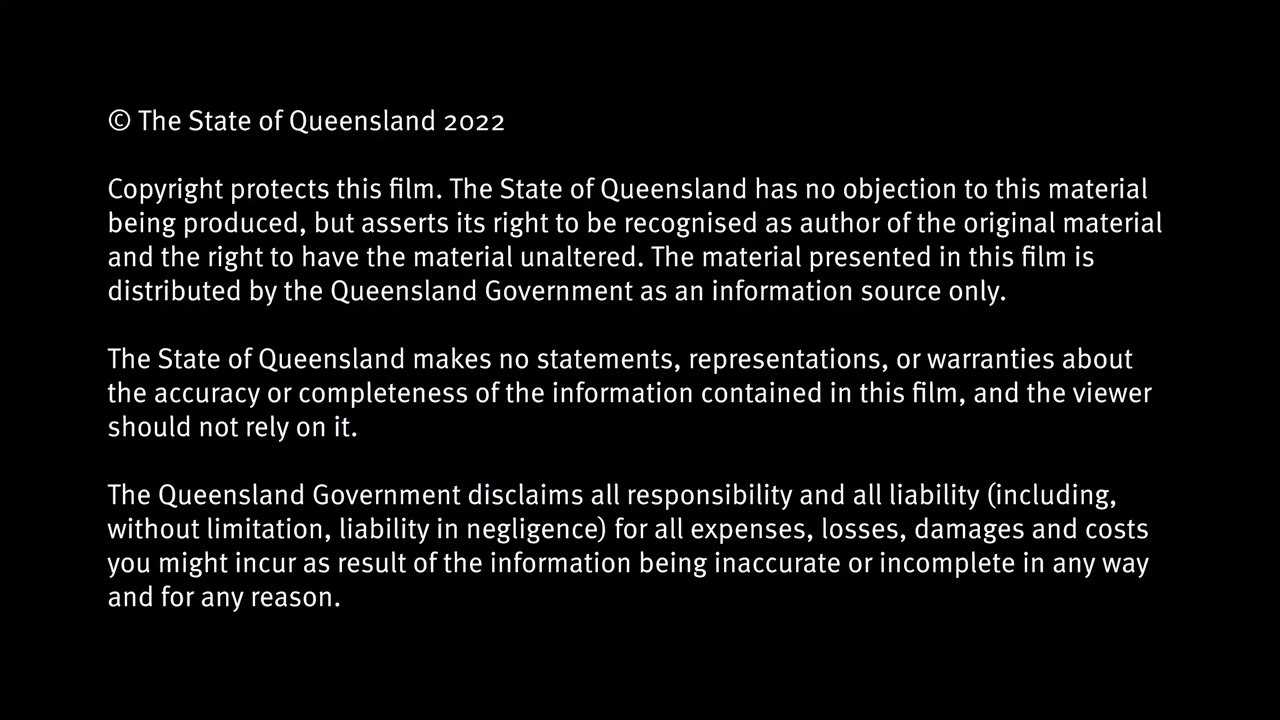 © The State of Queensland 2022
Copyright protects this film. The State of Queensland has no objection to this material
being produced, but asserts its right to be recognised as author of the original material
and the right to have the material unaltered. The material presented in this film is
distributed by the Queensland Government as an information source only.
The State of Queensland makes no statements, representations, or warranties about
the accuracy or completeness of the information contained in this film, and the viewer
should not rely on it.
The Queensland Government disclaims all responsibility and all liability (including,
without limitation, liability in negligence) for all expenses, losses, damages and costs
you might incur as result of the information being inaccurate or incomplete in any way
and for any reason.